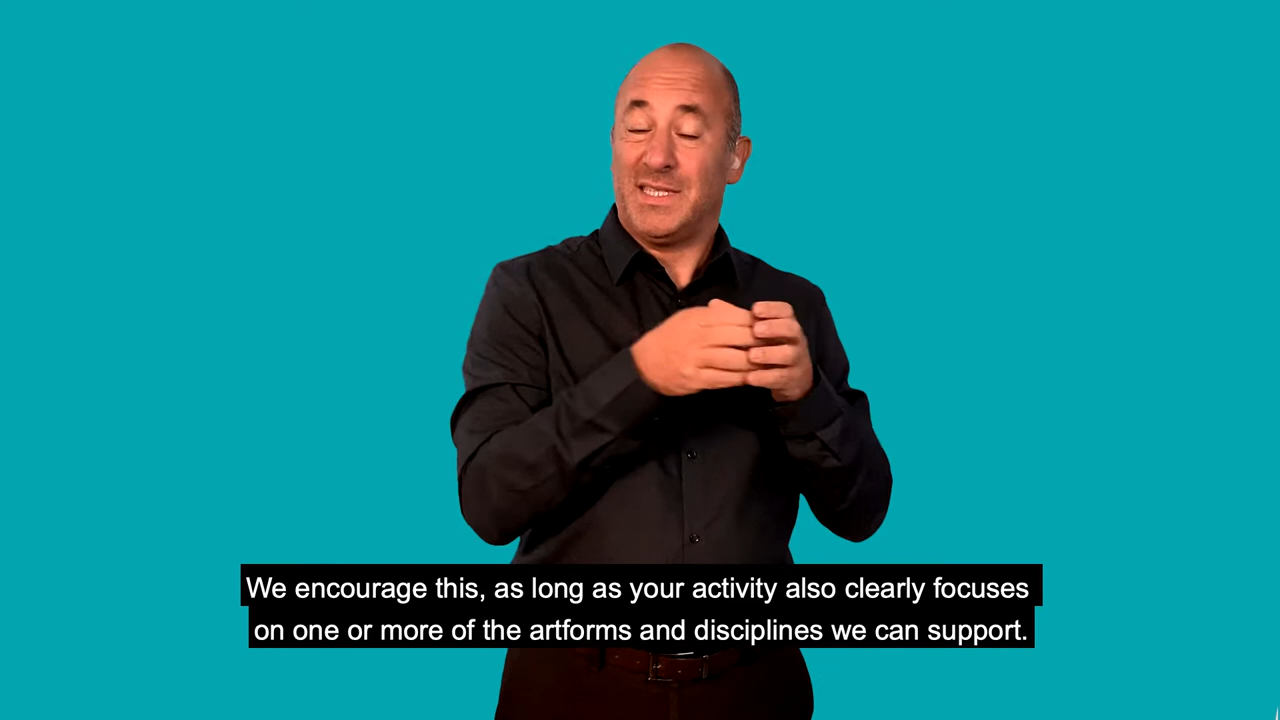 We encourage this, as long as your activity also clearly focuses
on one or more of the artforms and disciplines we can support.